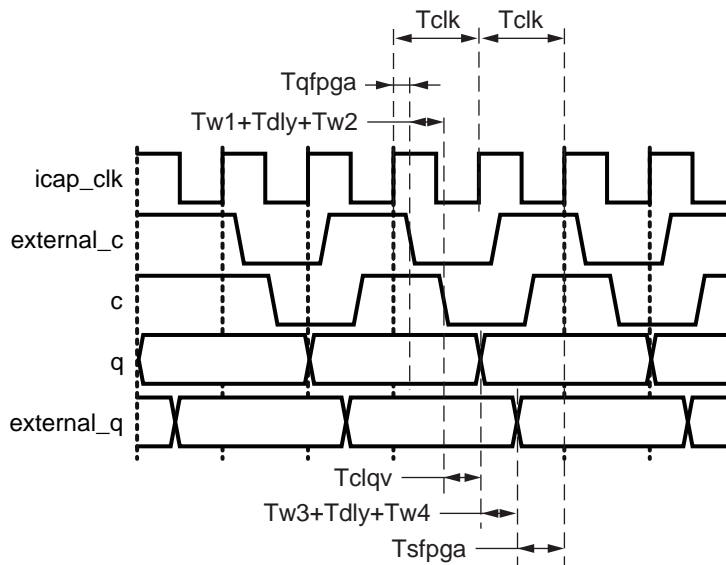 Tclk Tclk
Tqfpga
Tw1+Tdly+Tw2
icap_clk
external_c
c
q
external_q
Tclqv
Tw3+Tdly+Tw4
Tsfpga